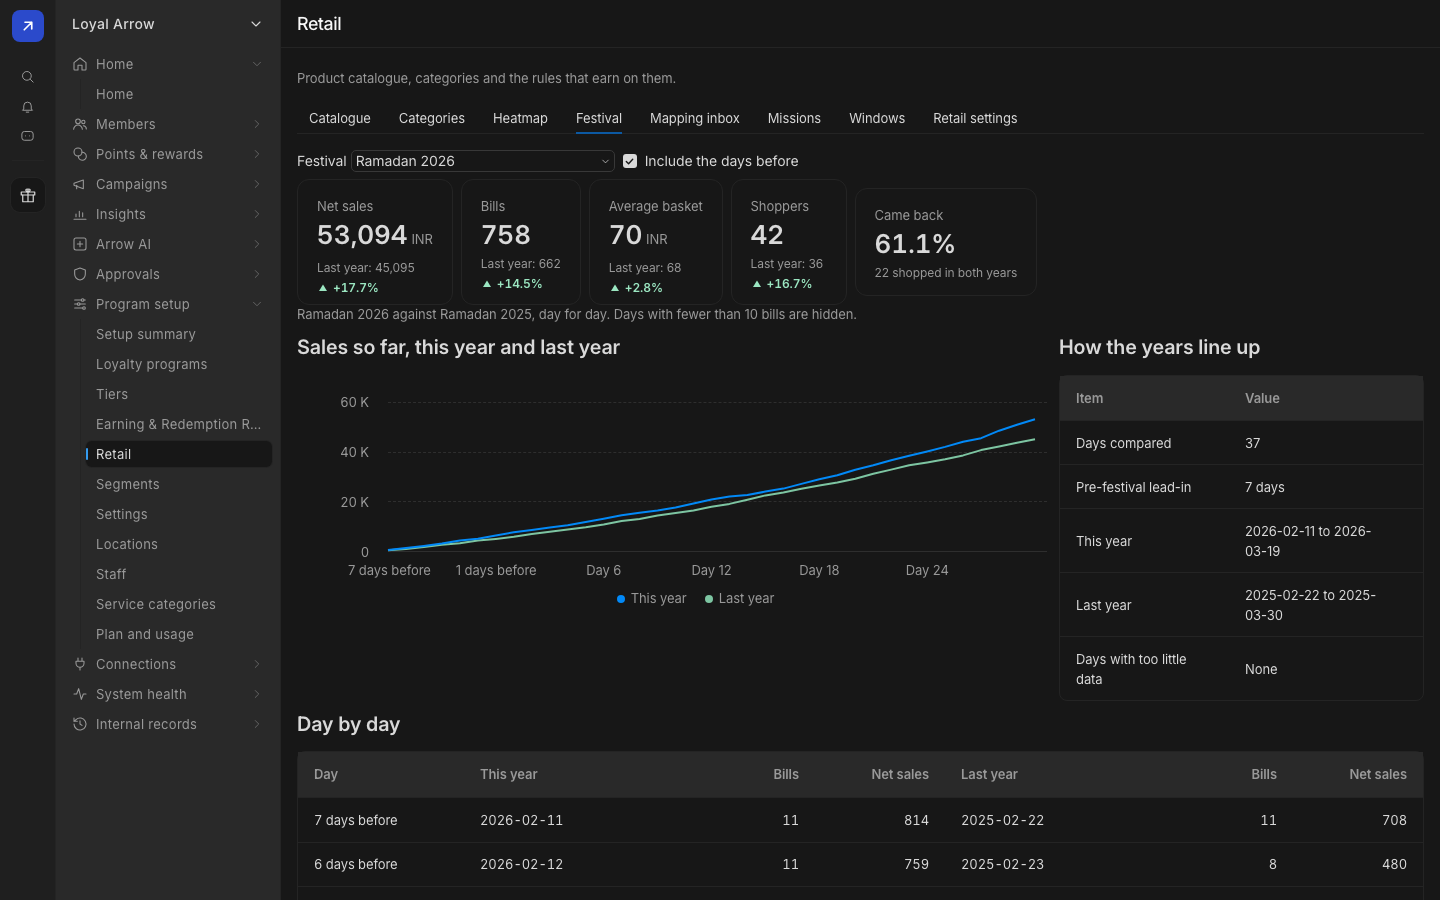 Loyal Arrow
Home
Home
Members
Points & rewards
Campaigns
Insights
Arrow AI
Approvals
Program setup
Setup summary
Loyalty programs
Tiers
Earning & Redemption R...
Retail
Segments
Settings
Locations
Staff
Service categories
Plan and usage
Connections
System health
Internal records
Retail
Product catalogue, categories and the rules that earn on them.
Catalogue Categories Heatmap Festival Mapping inbox Missions Windows Retail settings
Festival Ramadan 2026 Include the days before
Net sales
53,094 INR
Last year: 45,095
▲ +17.7%
Bills
758
Last year: 662
▲ +14.5%
Average basket
70 INR
Last year: 68
▲ +2.8%
Shoppers
42
Last year: 36
▲ +16.7%
Came back
61.1%
22 shopped in both years
Ramadan 2026 against Ramadan 2025, day for day. Days with fewer than 10 bills are hidden.
Sales so far, this year and last year
60 K
40 K
20 K
0
7 days before 1 days before Day 6 Day 12 Day 18 Day 24
This year Last year
How the years line up
Item Value
Days compared 37
Pre-festival lead-in 7 days
This year 2026-02-11 to 2026-
03-19
Last year 2025-02-22 to 2025-
03-30
Days with too little
data None
Day by day
Day This year Bills Net sales Last year Bills Net sales
7 days before 2026-02-11 11 814 2025-02-22 11 708
6 days before 2026-02-12 11 759 2025-02-23 8 480